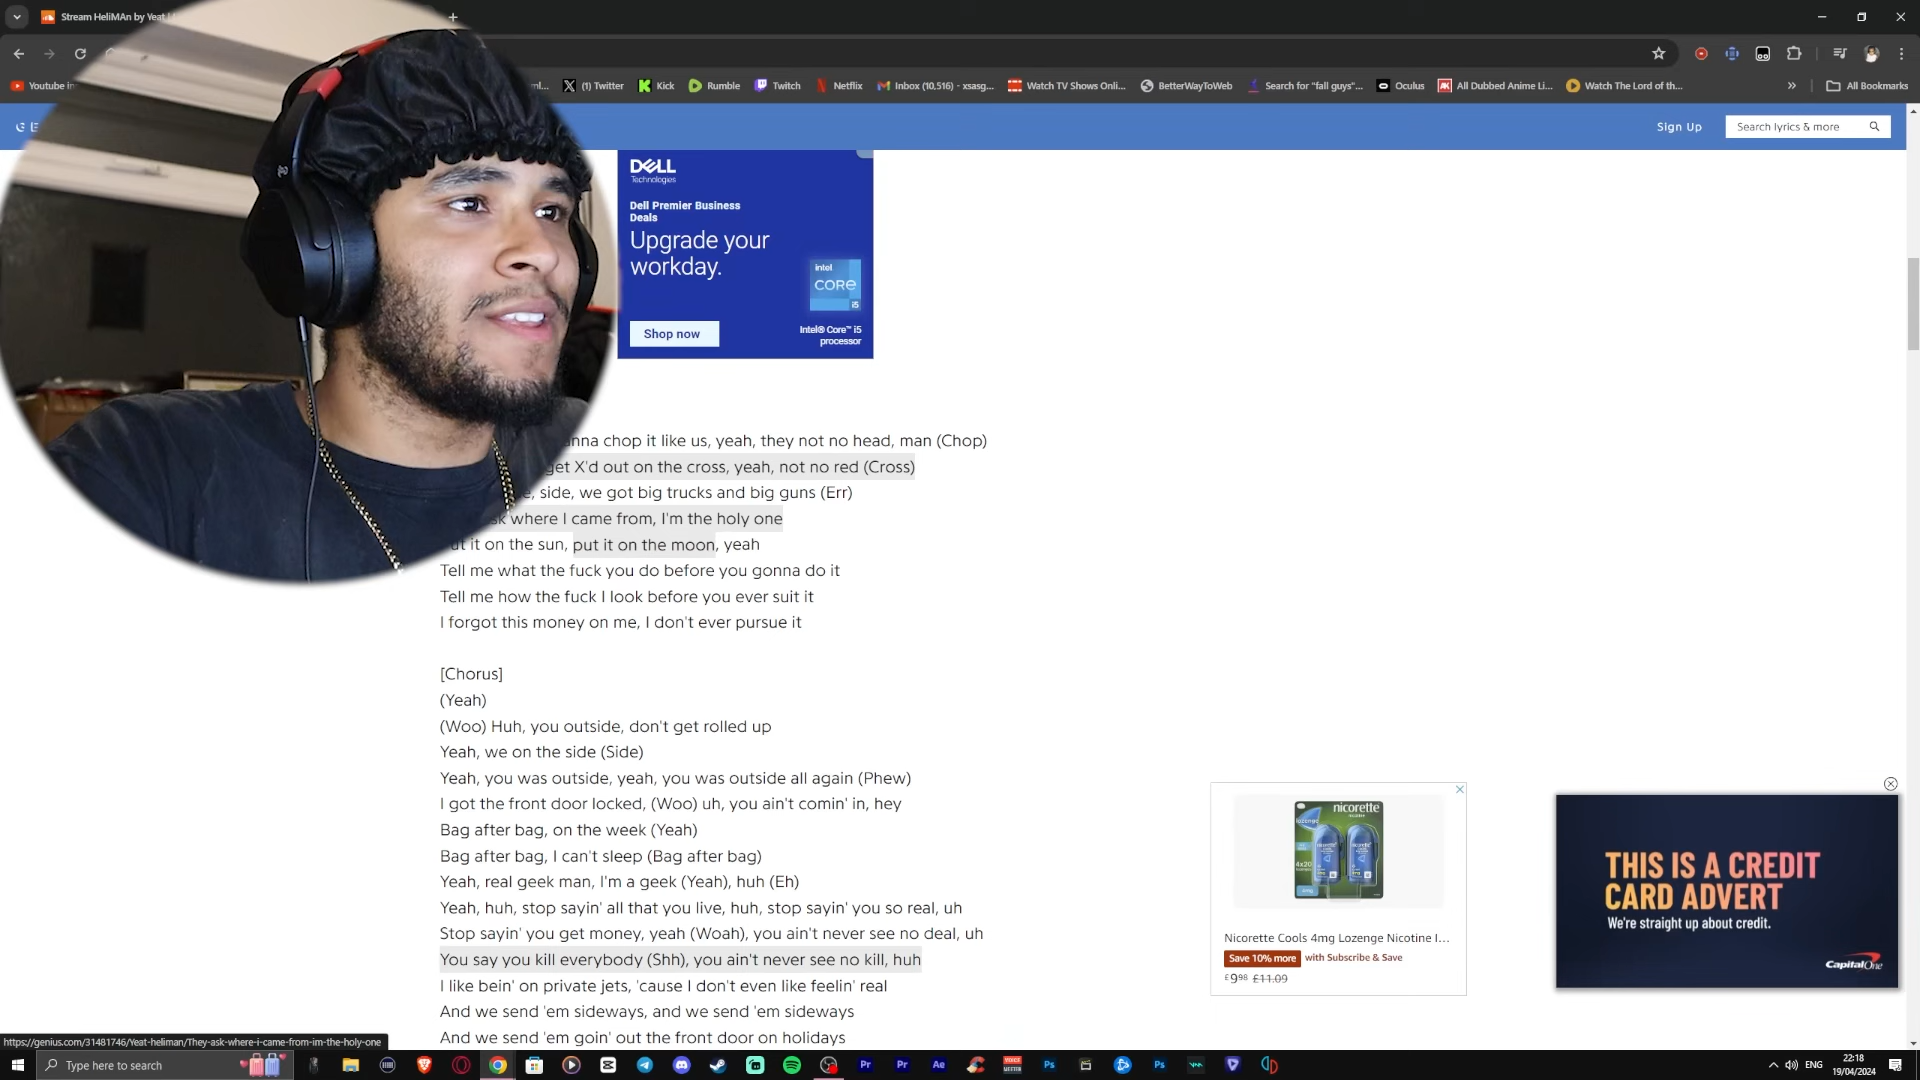 Stream HeliMAn by Yeat
Youtube in
ml...
(1) Twitter
Kick
Rumble
Twitch
Netflix
Inbox (10,516) - xsasg...
Watch TV Shows Onli...
BetterWayToWeb
Search for "fall guys"...
Oculus
All Dubbed Anime Li...
Watch The Lord of th...
All Bookmarks
Sign Up
Search lyrics & more
DELL
Technologies
Dell Premier Business
Deals
Upgrade your
workday.
intel
CORE
i5
Shop now
Intel® Core™ i5
processor
nna chop it like us, yeah, they not no head, man (Chop)
get X'd out on the cross, yeah, not no red (Cross)
side, we got big trucks and big guns (Err)
where I came from, I'm the holy one
it on the sun, put it on the moon, yeah
Tell me what the fuck you do before you gonna do it
Tell me how the fuck I look before you ever suit it
I forgot this money on me, I don't ever pursue it
[Chorus]
(Yeah)
(Woo) Huh, you outside, don't get rolled up
Yeah, we on the side (Side)
Yeah, you was outside, yeah, you was outside all again (Phew)
I got the front door locked, (Woo) uh, you ain't comin' in, hey
Bag after bag, on the week (Yeah)
Bag after bag, I can't sleep (Bag after bag)
Yeah, real geek man, I'm a geek (Yeah), huh (Eh)
Yeah, huh, stop sayin' all that you live, huh, stop sayin' you so real, uh
Stop sayin' you get money, yeah (Woah), you ain't never see no deal, uh
You say you kill everybody (Shh), you ain't never see no kill, huh
I like bein' on private jets, 'cause I don't even like feelin' real
And we send 'em sideways, and we send 'em sideways
And we send 'em goin' out the front door on holidays
nicorette
Nicorette Cools 4mg Lozenge Nicotine I...
Save 10% more with Subscribe & Save
£9.98 £11.09
THIS IS A CREDIT
CARD ADVERT
We're straight up about credit.
CapitalOne
https://genius.com/31481746/Yeat-heliman/They-ask-where-i-came-from-im-the-holy-one
Type here to search
ENG
22:18
19/04/2024